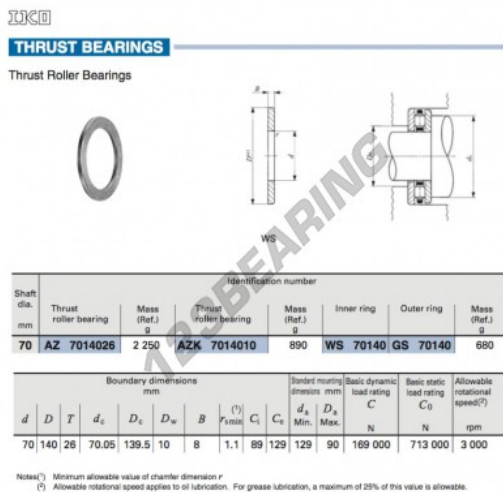 IKO
THRUST BEARINGS
Thrust Roller Bearings
WS
123BEARING
Identification number
Shaft dia. mm Thrust roller bearing Mass (Ref.) g Thrust roller bearing Mass (Ref.) g Inner ring Outer ring Mass (Ref.) g
70 AZ 7014026 2 250 AZK 7014010 890 WS 70140 GS 70140 680
Boundary dimensions mm Standard mounting dimensions mm Basic dynamic load rating C N Basic static load rating C0 N Allowable rotational speed(2) rpm
d D T dc Dc Dw B rsmin(1) Ci Ce da Min. Da Max.
70 140 26 70.05 139.5 10 8 1.1 89 129 129 90 169 000 713 000 3 000
Notes(1) Minimum allowable value of chamfer dimension r
(2) Allowable rotational speed applies to oil lubrication. For grease lubrication, a maximum of 25% of this value is allowable.